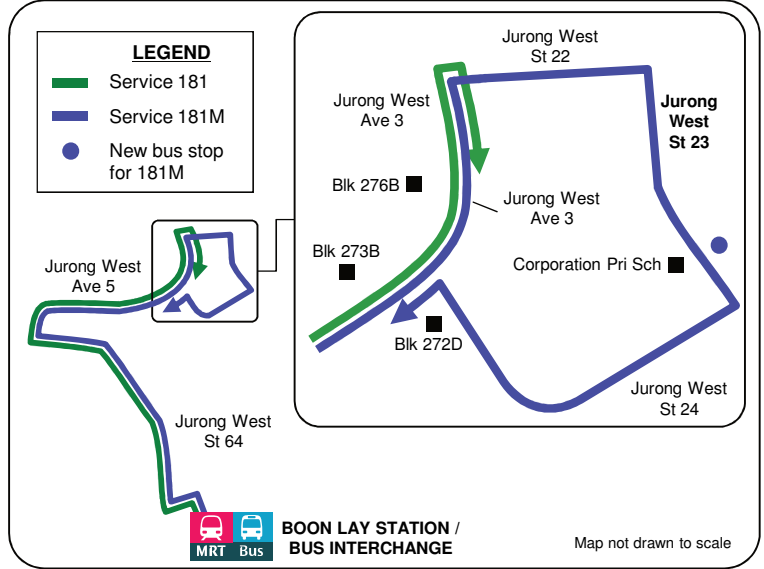 LEGEND
Service 181
Service 181M
New bus stop
for 181M
Jurong West
St 22
Jurong West
Ave 3
Jurong
West
St 23
Blk 276B
Jurong West
Ave 3
Blk 273B
Corporation Pri Sch
Blk 272D
Jurong West
St 24
Jurong West
Ave 5
Jurong West
St 64
MRT Bus
BOON LAY STATION /
BUS INTERCHANGE
Map not drawn to scale